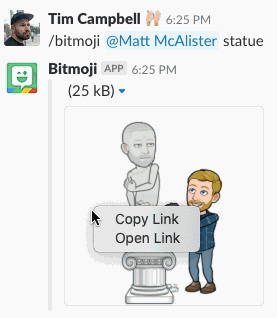 Tim Campbell 6:25 PM
/bitmoji @Matt McAlister statue
Bitmoji APP 6:25 PM
(25 kB)
Copy Link
Open Link